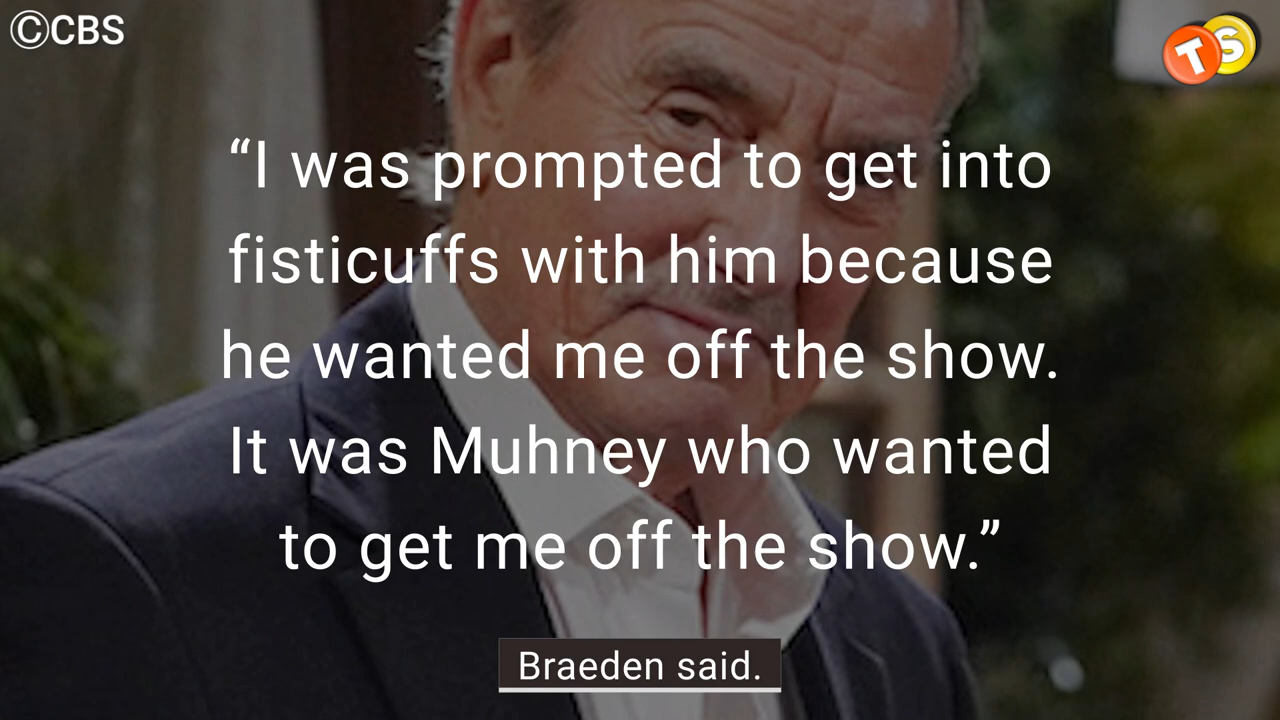 ©CBS
TS
“I was prompted to get into
fisticuffs with him because
he wanted me off the show.
It was Muhney who wanted
to get me off the show.”
Braeden said.